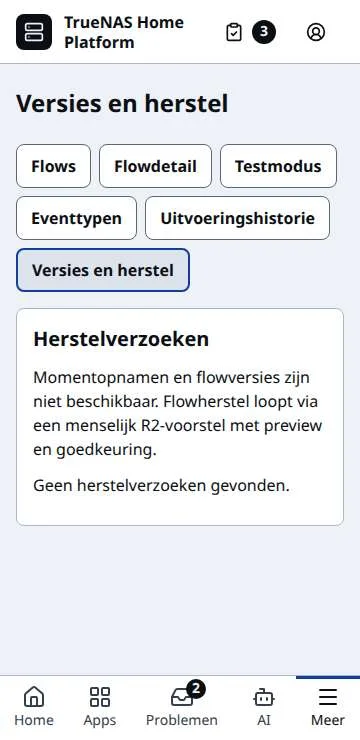 TrueNAS Home
Platform
3
Versies en herstel
Flows
Flowdetail
Testmodus
Eventtypen
Uitvoeringshistorie
Versies en herstel
Herstelverzoeken
Momentopnamen en flowversies zijn
niet beschikbaar. Flowherstel loopt via
een menselijk R2-voorstel met preview
en goedkeuring.
Geen herstelverzoeken gevonden.
2
Home
Apps
Problemen
AI
Meer